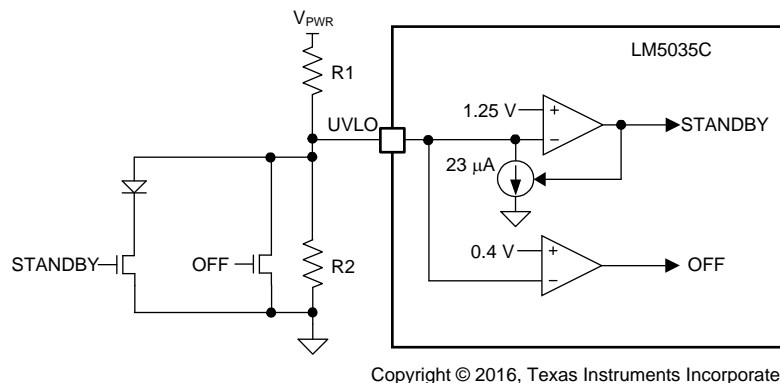 VPWR
R1
LM5035C
1.25 V
+
−
UVLO
STANDBY
23 μA
STANDBY
OFF
R2
0.4 V
+
−
OFF
Copyright © 2016, Texas Instruments Incorporate